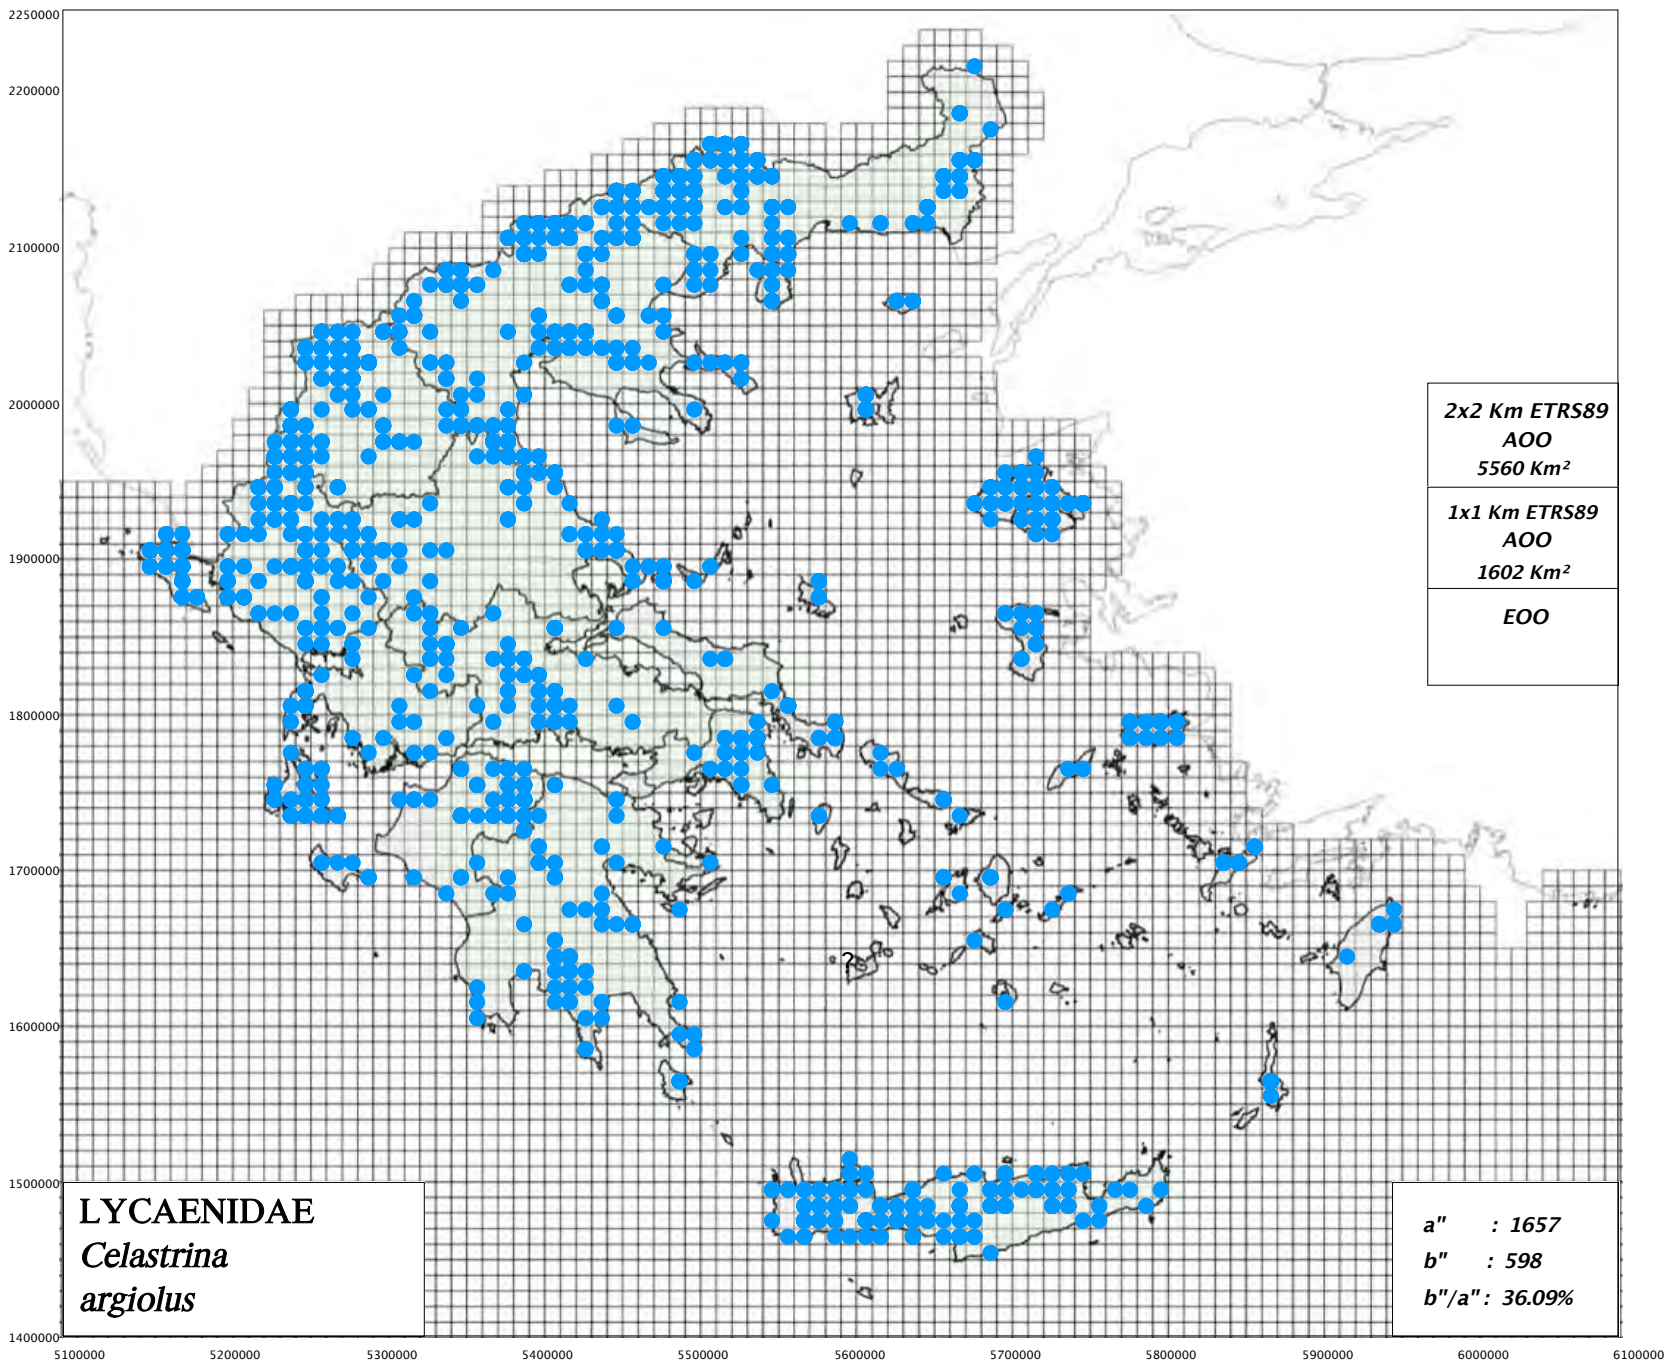 2250000
2200000
2100000
2000000
1900000
1800000
1700000
1600000
1500000
1400000
5100000 5200000 5300000 5400000 5500000 5600000 5700000 5800000 5900000 6000000 6100000
2x2 Km ETRS89
AOO
5560 Km²
1x1 Km ETRS89
AOO
1602 Km²
EOO
?
LYCAENIDAE
Celastrina
argiolus
a" : 1657
b" : 598
b"/a" : 36.09%